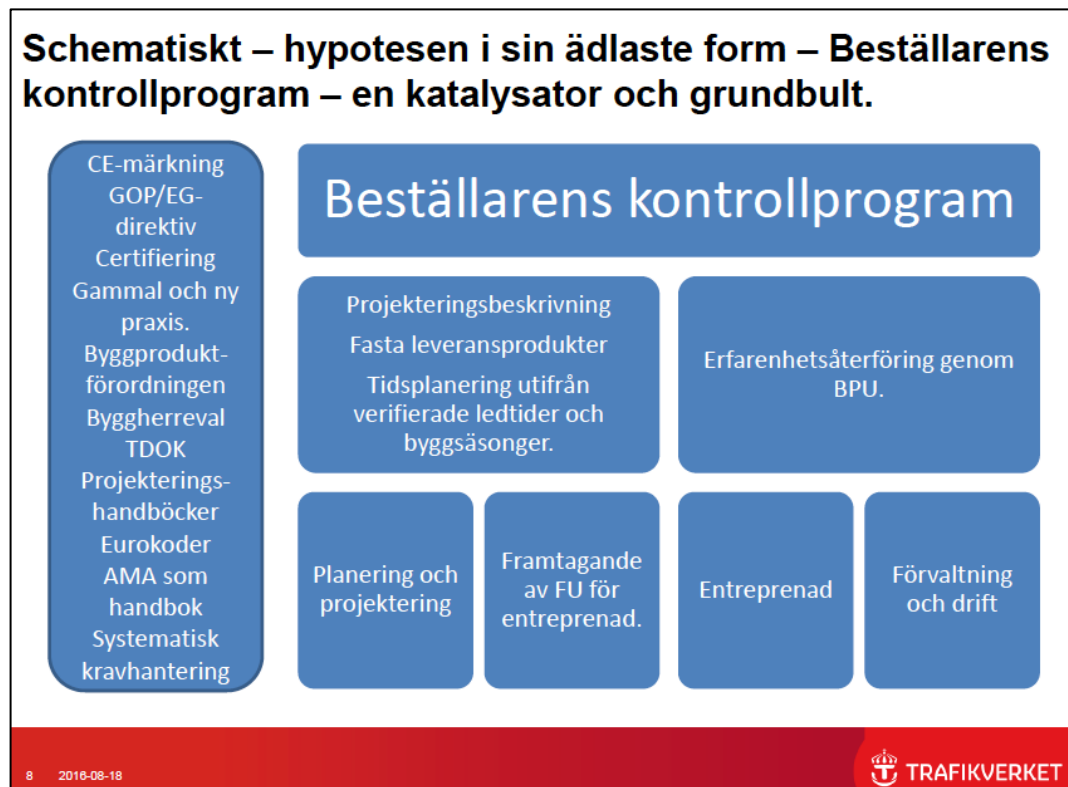 Schematiskt – hypotesen i sin ädlaste form – Beställarens
kontrollprogram – en katalysator och grundbult.
CE-märkning
GOP/EG-
direktiv
Certifiering
Gammal och ny
praxis.
Byggprodukt-
förordningen
Byggherreval
TDOK
Projekterings-
handböcker
Eurokoder
AMA som
handbok
Systematisk
kravhantering
Beställarens kontrollprogram
Projekteringsbeskrivning
Fasta leveransprodukter
Tidsplanering utifrån
verifierade ledtider och
byggsäsonger.
Erfarenhetsåterföring genom
BPU.
Planering och
projektering
Framtagande
av FU för
entreprenad.
Entreprenad
Förvaltning
och drift
8 2016-08-18
TRAFIKVERKET